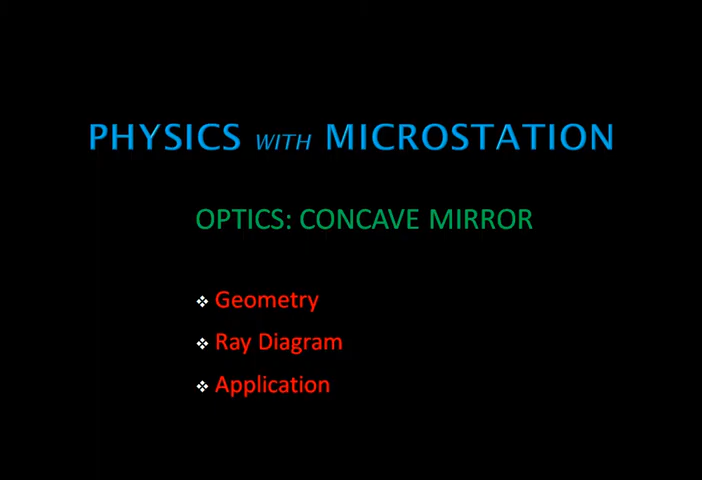 PHYSICS WITH MICROSTATION
OPTICS: CONCAVE MIRROR
Geometry
Ray Diagram
Application